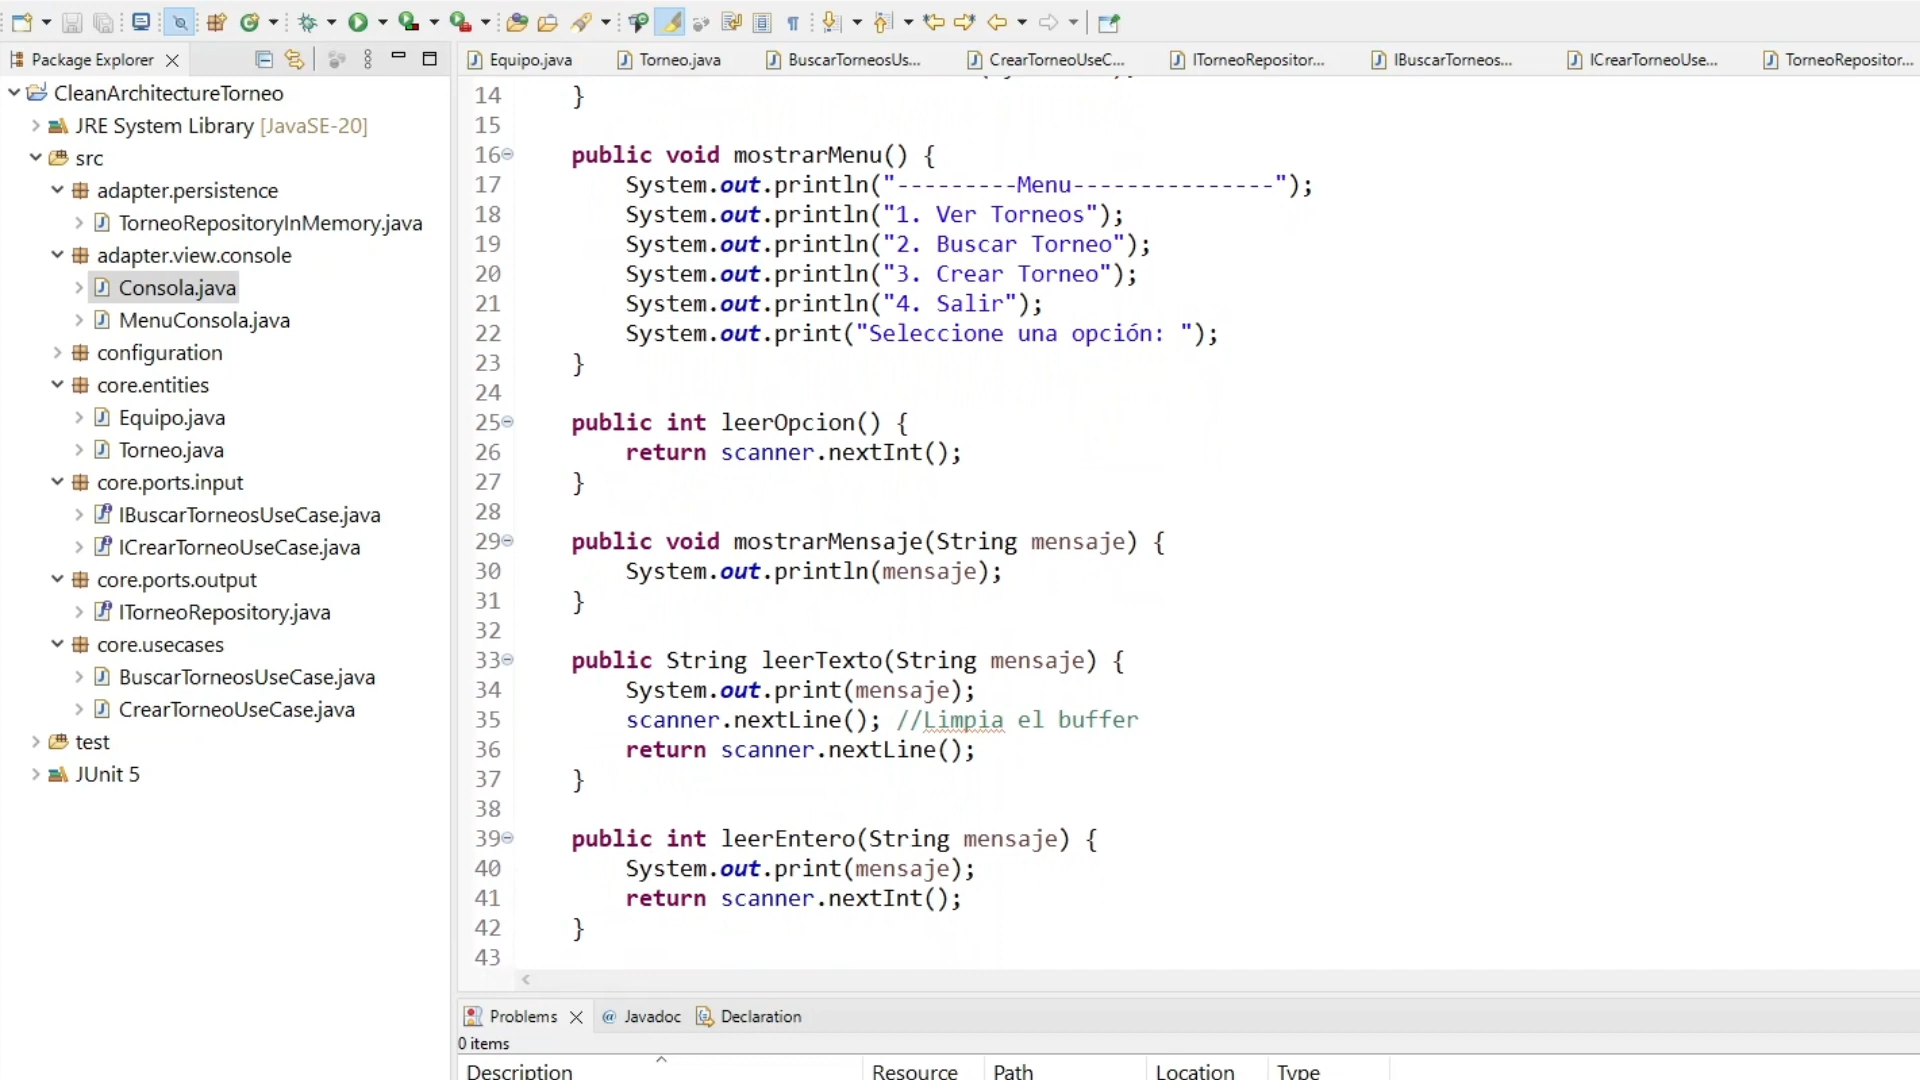 Package Explorer
CleanArchitectureTorneo
JRE System Library [JavaSE-20]
src
adapter.persistence
TorneoRepositoryInMemory.java
adapter.view.console
Consola.java
MenuConsola.java
configuration
core.entities
Equipo.java
Torneo.java
core.ports.input
IBuscarTorneosUseCase.java
ICrearTorneoUseCase.java
core.ports.output
ITorneoRepository.java
core.usecases
BuscarTorneosUseCase.java
CrearTorneoUseCase.java
test
JUnit 5
Equipo.java Torneo.java BuscarTorneosUs... CrearTorneoUseC... ITorneoRepositor... IBuscarTorneos... ICrearTorneoUse... TorneoRepositor...
14 }
15
16 public void mostrarMenu() {
17 System.out.println("---------Menu---------------");
18 System.out.println("1. Ver Torneos");
19 System.out.println("2. Buscar Torneo");
20 System.out.println("3. Crear Torneo");
21 System.out.println("4. Salir");
22 System.out.print("Seleccione una opción: ");
23 }
24
25 public int leerOpcion() {
26 return scanner.nextInt();
27 }
28
29 public void mostrarMensaje(String mensaje) {
30 System.out.println(mensaje);
31 }
32
33 public String leerTexto(String mensaje) {
34 System.out.print(mensaje);
35 scanner.nextLine(); //Limpia el buffer
36 return scanner.nextLine();
37 }
38
39 public int leerEntero(String mensaje) {
40 System.out.print(mensaje);
41 return scanner.nextInt();
42 }
43
Problems Javadoc Declaration
0 items
Description Resource Path Location Type